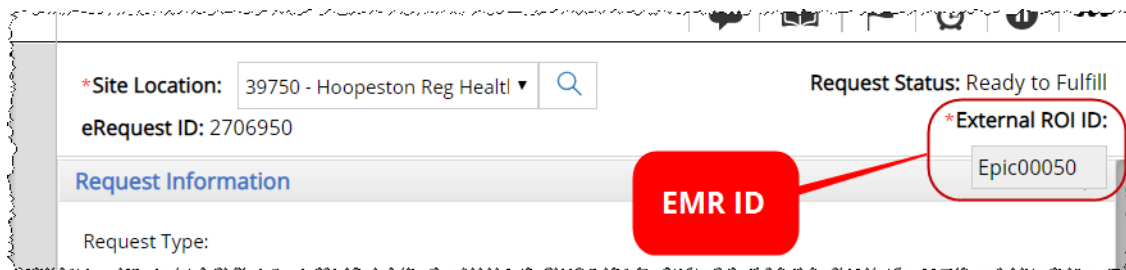 *Site Location: 39750 - Hoopeston Reg Healtl
Request Status: Ready to Fulfill
eRequest ID: 2706950
*External ROI ID:
Epic00050
Request Information
EMR ID
Request Type: